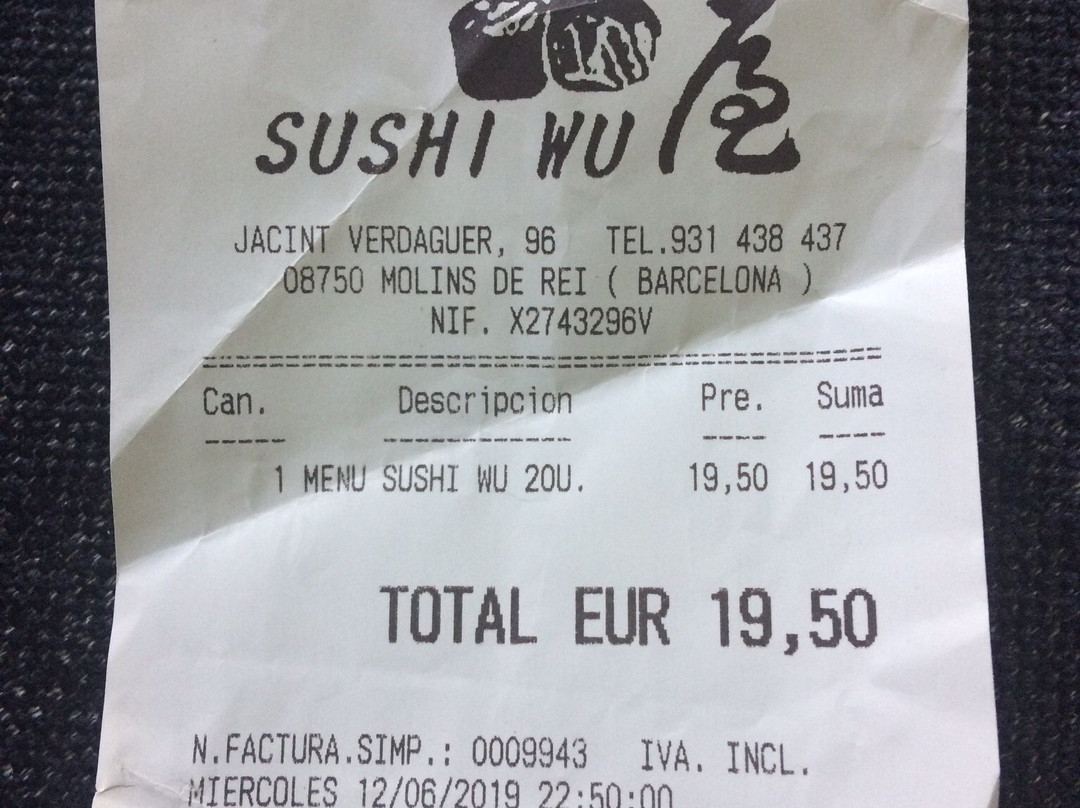 SUSHI WU 屋
JACINT VERDAGUER, 96 TEL.931 438 437
08750 MOLINS DE REI ( BARCELONA )
NIF. X2743296V
Can. Descripcion Pre. Suma
1 MENU SUSHI WU 20U. 19,50 19,50
TOTAL EUR 19,50
N.FACTURA.SIMP.: 0009943 IVA. INCL.
MIERCOLES 12/06/2019 22:50:00